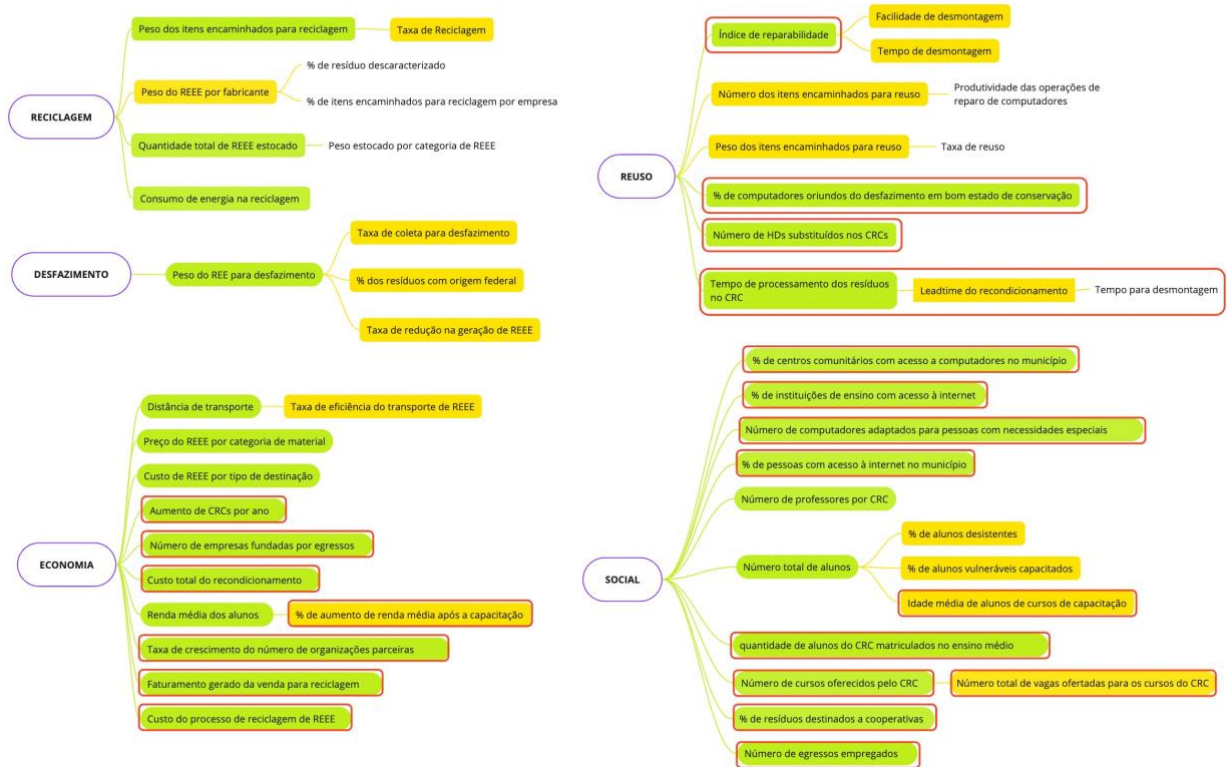 RECICLAGEM
Peso dos itens encaminhados para reciclagem
Taxa de Reciclagem
Peso do REEE por fabricante
% de resíduo descaracterizado
% de itens encaminhados para reciclagem por empresa
Quantidade total de REEE estocado
Peso estocado por categoria de REEE
Consumo de energia na reciclagem
DESFAZIMENTO
Peso do REE para desfazimento
Taxa de coleta para desfazimento
% dos resíduos com origem federal
Taxa de redução na geração de REEE
ECONOMIA
Distância de transporte
Taxa de eficiência do transporte de REEE
Preço do REEE por categoria de material
Custo de REEE por tipo de destinação
Aumento de CRCs por ano
Número de empresas fundadas por egressos
Custo total do recondicionamento
Renda média dos alunos
% de aumento de renda média após a capacitação
Taxa de crescimento do número de organizações parceiras
Faturamento gerado da venda para reciclagem
Custo do processo de reciclagem de REEE
REUSO
Índice de reparabilidade
Facilidade de desmontagem
Tempo de desmontagem
Número dos itens encaminhados para reuso
Produtividade das operações de
reparo de computadores
Peso dos itens encaminhados para reuso
Taxa de reuso
% de computadores oriundos do desfazimento em bom estado de conservação
Número de HDs substituídos nos CRCs
Tempo de processamento dos resíduos
no CRC
Leadtime do recondicionamento
Tempo para desmontagem
SOCIAL
% de centros comunitários com acesso a computadores no município
% de instituições de ensino com acesso à internet
Número de computadores adaptados para pessoas com necessidades especiais
% de pessoas com acesso à internet no município
Número de professores por CRC
Número total de alunos
% de alunos desistentes
% de alunos vulneráveis capacitados
Idade média de alunos de cursos de capacitação
quantidade de alunos do CRC matriculados no ensino médio
Número de cursos oferecidos pelo CRC
Número total de vagas ofertadas para os cursos do CRC
% de resíduos destinados a cooperativas
Número de egressos empregados